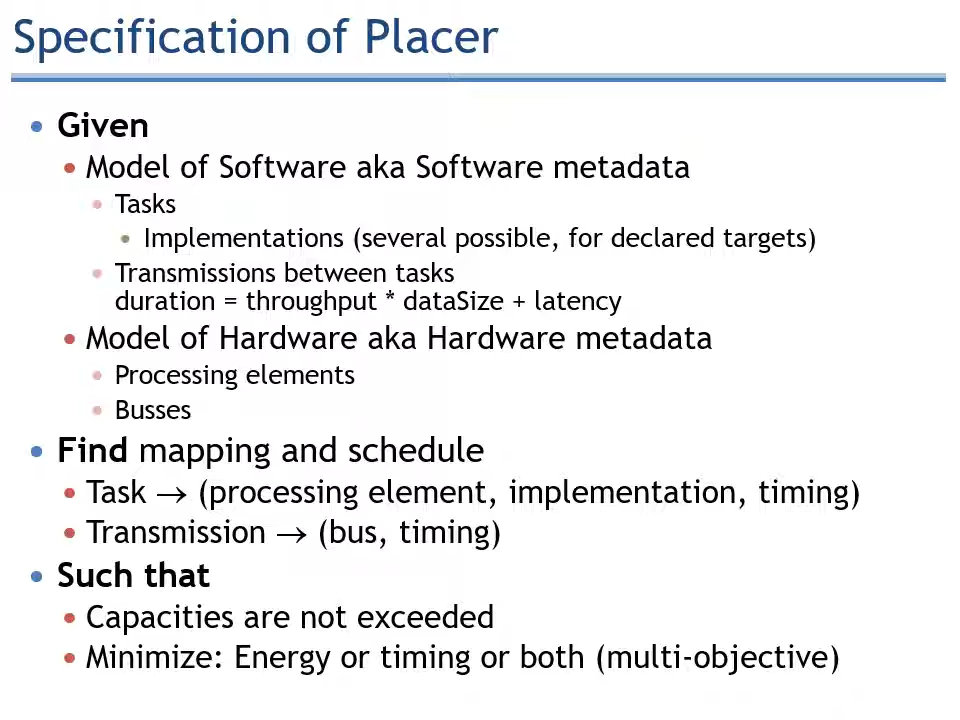 Specification of Placer
• Given
• Model of Software aka Software metadata
• Tasks
• Implementations (several possible, for declared targets)
• Transmissions between tasks
duration = throughput * dataSize + latency
• Model of Hardware aka Hardware metadata
• Processing elements
• Busses
• Find mapping and schedule
• Task → (processing element, implementation, timing)
• Transmission → (bus, timing)
• Such that
• Capacities are not exceeded
• Minimize: Energy or timing or both (multi-objective)